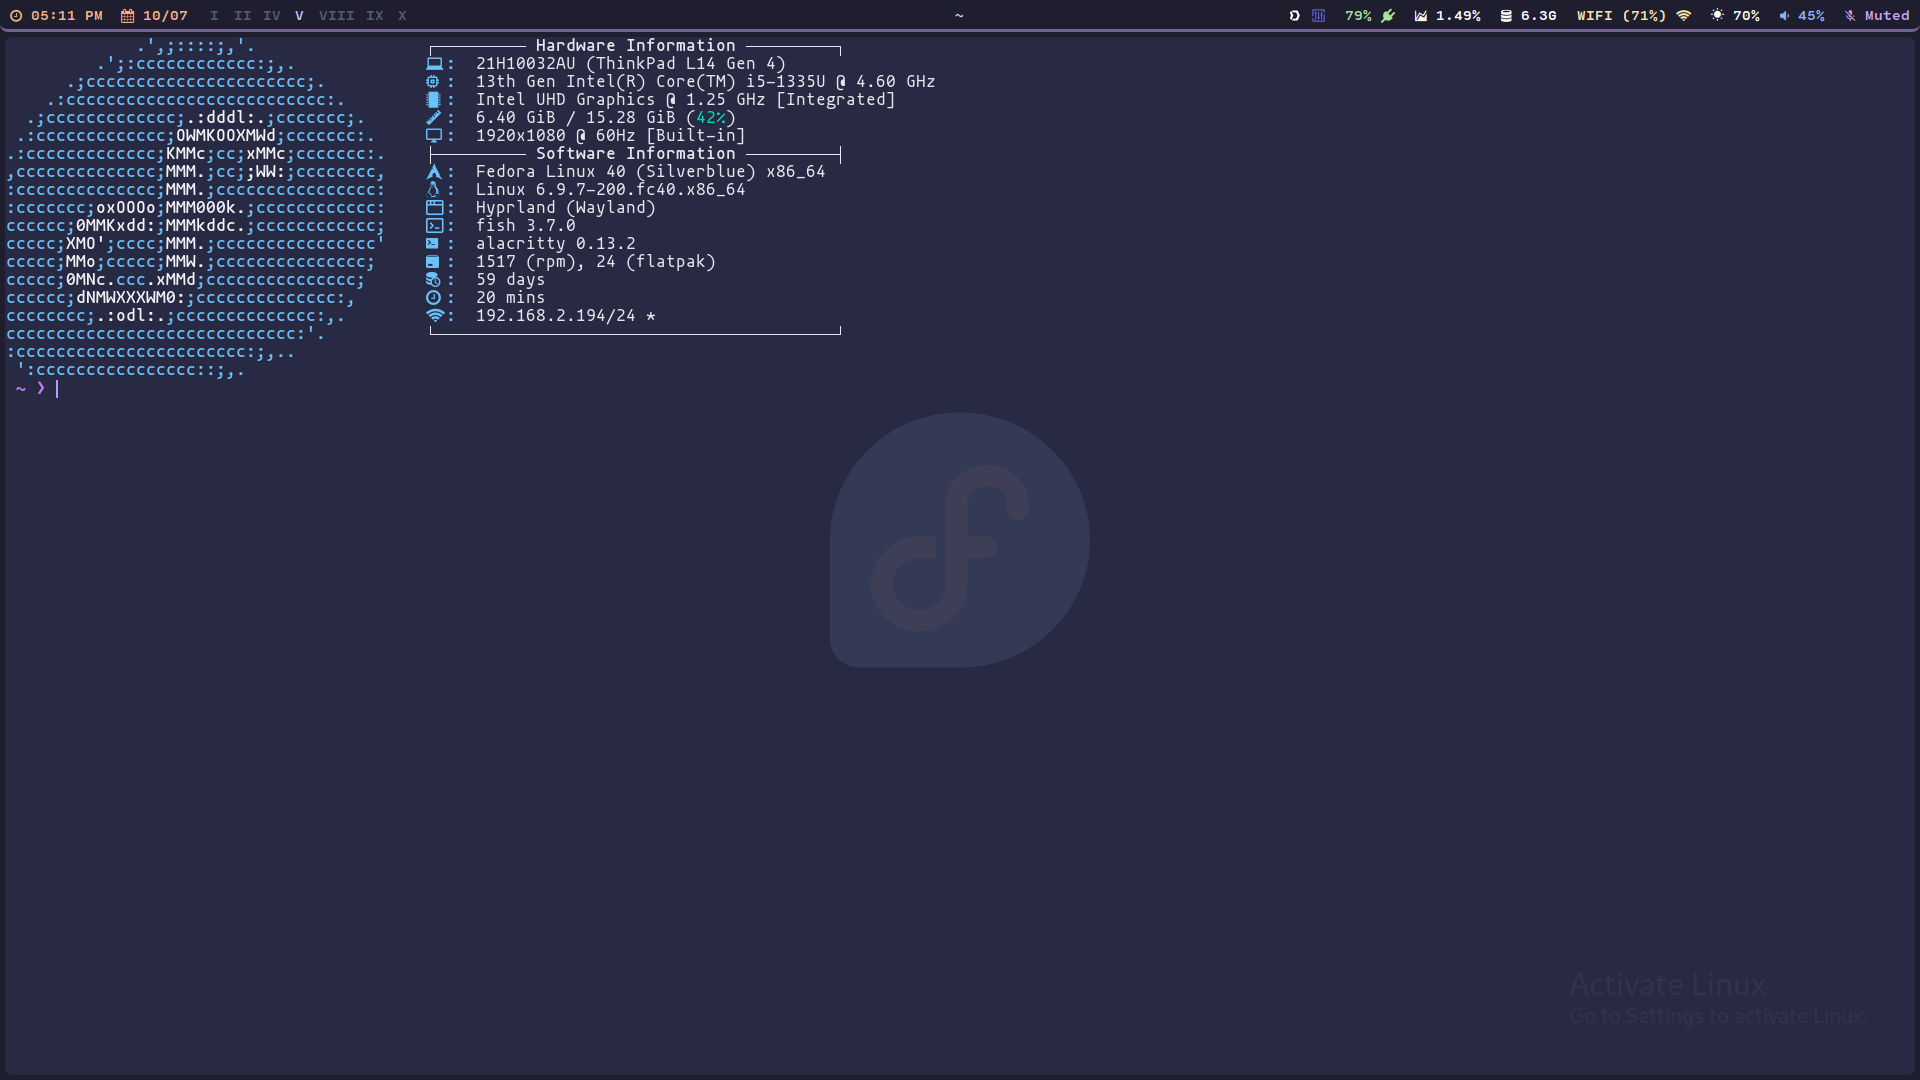 05:11 PM 10/07 I II IV V VIII IX X ~ 79% 1.49% 6.3G WIFI (71%) 70% 45% Muted
.',;::::;,'.
.';:cccccccccccc:;,.
.;cccccccccccccccccccccc;.
.:cccccccccccccccccccccccccc:.
.;ccccccccccccc;.:dddl:.;ccccccc;.
.:ccccccccccccc;OWMKOOXMWd;ccccccc:.
.:ccccccccccccc;KMMc;cc;xMMc;ccccccc:.
,cccccccccccccc;MMM.;cc;;WW:;cccccccc,
:cccccccccccccc;MMM.;cccccccccccccccc:
:ccccccc;oxOOOo;MMM000k.;cccccccccccc:
cccccc;0MMKxdd:;MMMkddc.;cccccccccccc;
ccccc;XMO';cccc;MMM.;cccccccccccccccc'
ccccc;MMo;ccccc;MMW.;ccccccccccccccc;
ccccc;0MNc.ccc.xMMd;ccccccccccccccc;
cccccc;dNMWXXXWM0:;cccccccccccccc:,
cccccccc;.:odl:.;cccccccccccccc:,.
ccccccccccccccccccccccccccccc:'.
:ccccccccccccccccccccccc:;,..
':cccccccccccccccc::;,.
Hardware Information
: 21H10032AU (ThinkPad L14 Gen 4)
: 13th Gen Intel(R) Core(TM) i5-1335U @ 4.60 GHz
: Intel UHD Graphics @ 1.25 GHz [Integrated]
: 6.40 GiB / 15.28 GiB (42%)
: 1920x1080 @ 60Hz [Built-in]
Software Information
: Fedora Linux 40 (Silverblue) x86_64
: Linux 6.9.7-200.fc40.x86_64
: Hyprland (Wayland)
: fish 3.7.0
: alacritty 0.13.2
: 1517 (rpm), 24 (flatpak)
: 59 days
: 20 mins
: 192.168.2.194/24 *
~ ❯
Activate Linux
Go to Settings to activate Linux.